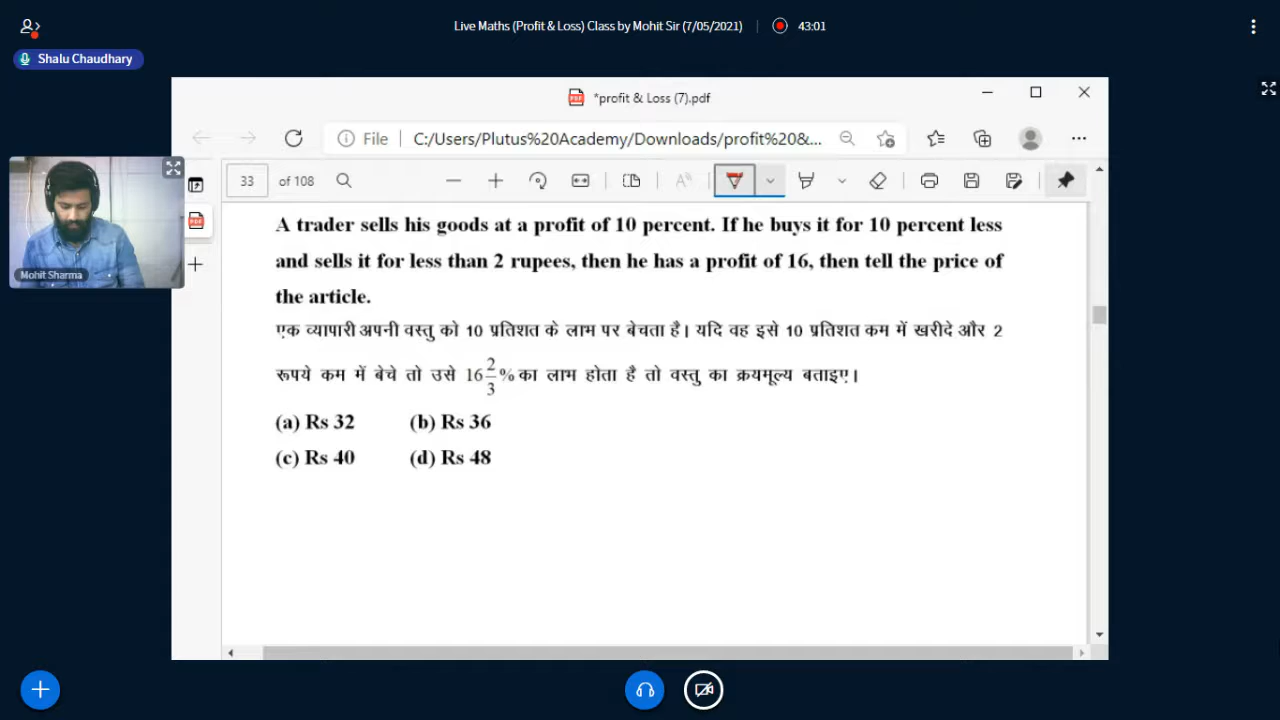 Live Maths (Profit & Loss) Class by Mohit Sir (7/05/2021) 43:01
Shalu Chaudhary
*profit & Loss (7).pdf
File C:/Users/Plutus%20Academy/Downloads/profit%20&...
33 of 108
Mohit Sharma
A trader sells his goods at a profit of 10 percent. If he buys it for 10 percent less
and sells it for less than 2 rupees, then he has a profit of 16, then tell the price of
the article.
एक व्यापारी अपनी वस्तु को 10 प्रतिशत के लाभ पर बेचता है। यदि वह इसे 10 प्रतिशत कम में खरीदे और 2
रूपये कम में बेचे तो उसे 16 2/3 % का लाभ होता है तो वस्तु का क्रयमूल्य बताइए।
(a) Rs 32 (b) Rs 36
(c) Rs 40 (d) Rs 48